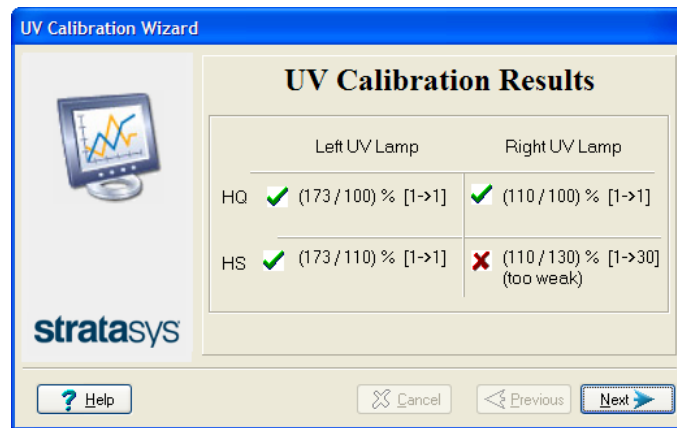 UV Calibration Wizard
UV Calibration Results
Left UV Lamp Right UV Lamp
HQ (173/100) % [1->1] (110/100) % [1->1]
HS (173/110) % [1->1] (110/130) % [1->30]
(too weak)
stratasys
? Help Cancel Previous Next